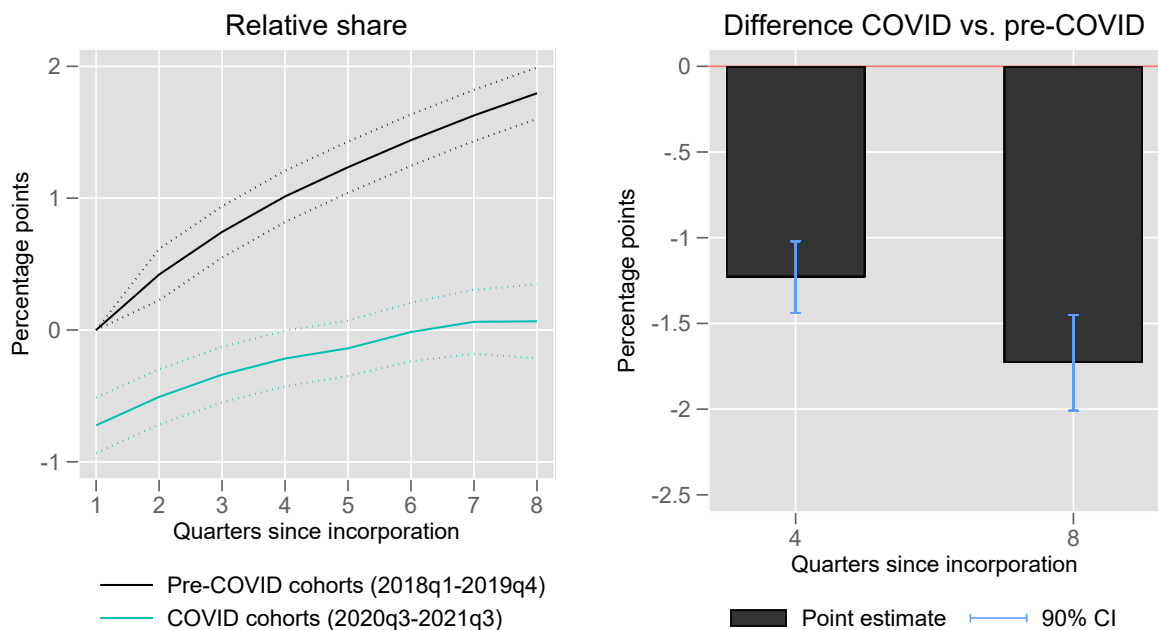 Relative share
Percentage points
2
1
0
-1
1 2 3 4 5 6 7 8
Quarters since incorporation
Pre-COVID cohorts (2018q1-2019q4)
COVID cohorts (2020q3-2021q3)
Difference COVID vs. pre-COVID
Percentage points
0
-.5
-1
-1.5
-2
-2.5
4 8
Quarters since incorporation
Point estimate 90% CI